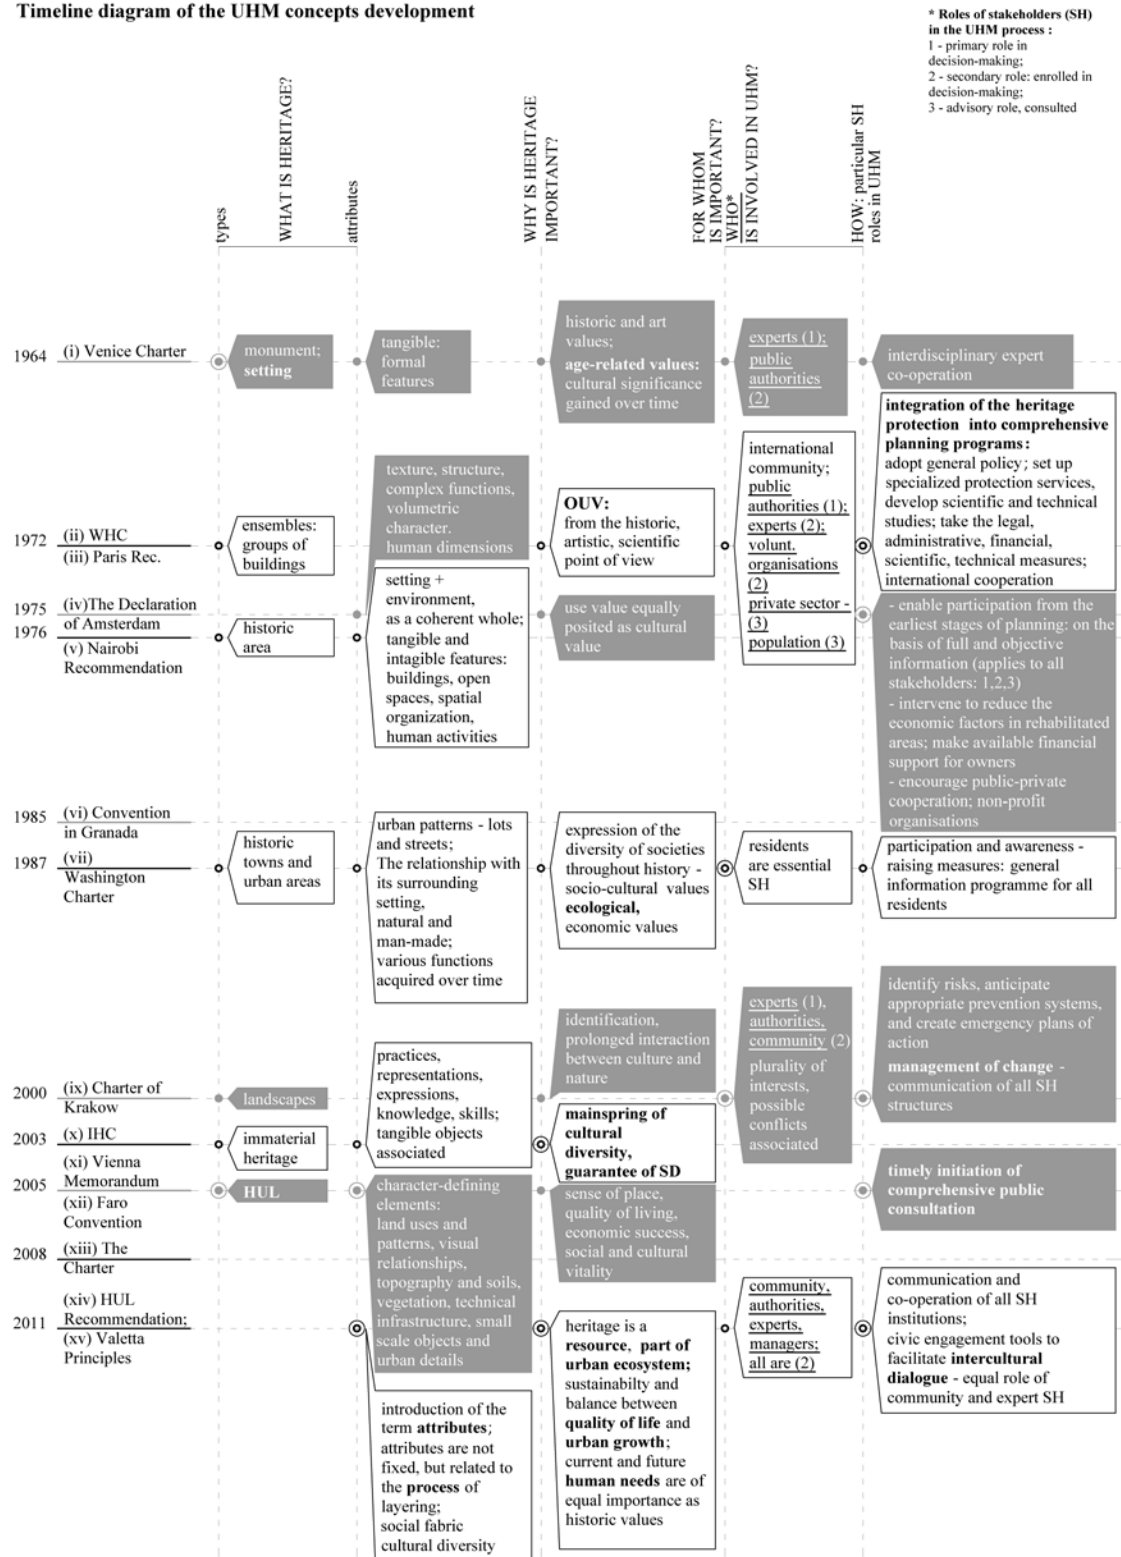 Timeline diagram of the UHM concepts development
* Roles of stakeholders (SH)
in the UHM process :
1 - primary role in
decision-making;
2 - secondary role: enrolled in
decision-making;
3 - advisory role, consulted
types
WHAT IS HERITAGE?
attributes
WHY IS HERITAGE
IMPORTANT?
FOR WHOM
IS IMPORTANT?
WHO*
IS INVOLVED IN UHM?
HOW: particular SH
roles in UHM
1964
(i) Venice Charter
monument;
setting
tangible:
formal
features
historic and art
values;
age-related values:
cultural significance
gained over time
experts (1);
public
authorities
(2)
interdisciplinary expert
co-operation
1972
(ii) WHC
(iii) Paris Rec.
ensembles:
groups of
buildings
texture, structure,
complex functions,
volumetric
character.
human dimensions
OUV:
from the historic,
artistic, scientific
point of view
international
community;
public
authorities (1);
experts (2);
volunt.
organisations
(2)
private sector -
(3)
population (3)
integration of the heritage
protection into comprehensive
planning programs:
adopt general policy; set up
specialized protection services,
develop scientific and technical
studies; take the legal,
administrative, financial,
scientific, technical measures;
international cooperation
1975
(iv)The Declaration
of Amsterdam
1976
(v) Nairobi
Recommendation
historic
area
setting +
environment,
as a coherent whole;
tangible and
intagible features:
buildings, open
spaces, spatial
organization,
human activities
use value equally
posited as cultural
value
- enable participation from the
earliest stages of planning: on the
basis of full and objective
information (applies to all
stakeholders: 1,2,3)
- intervene to reduce the
economic factors in rehabilitated
areas; make available financial
support for owners
- encourage public-private
cooperation; non-profit
organisations
1985
(vi) Convention
in Granada
1987
(vii)
Washington
Charter
historic
towns and
urban areas
urban patterns - lots
and streets;
The relationship with
its surrounding
setting,
natural and
man-made;
various functions
acquired over time
expression of the
diversity of societies
throughout history -
socio-cultural values
ecological,
economic values
residents
are essential
SH
participation and awareness -
raising measures: general
information programme for all
residents
2000
(ix) Charter of
Krakow
landscapes
identification,
prolonged interaction
between culture and
nature
experts (1),
authorities,
community (2)
plurality of
interests,
possible
conflicts
associated
identify risks, anticipate
appropriate prevention systems,
and create emergency plans of
action
management of change -
communication of all SH
structures
2003
(x) IHC
immaterial
heritage
practices,
representations,
expressions,
knowledge, skills;
tangible objects
associated
mainspring of
cultural
diversity,
guarantee of SD
(xi) Vienna
Memorandum
2005
(xii) Faro
Convention
HUL
character-defining
elements:
land uses and
patterns, visual
relationships,
topography and soils,
vegetation, technical
infrastructure, small
scale objects and
urban details
sense of place,
quality of living,
economic success,
social and cultural
vitality
timely initiation of
comprehensive public
consultation
2008
(xiii) The
Charter
2011
(xiv) HUL
Recommendation;
(xv) Valetta
Principles
introduction of the
term attributes;
attributes are not
fixed, but related to
the process of
layering;
social fabric
cultural diversity
heritage is a
resource, part of
urban ecosystem;
sustainabilty and
balance between
quality of life and
urban growth;
current and future
human needs are of
equal importance as
historic values
community,
authorities,
experts,
managers;
all are (2)
communication and
co-operation of all SH
institutions;
civic engagement tools to
facilitate intercultural
dialogue - equal role of
community and expert SH